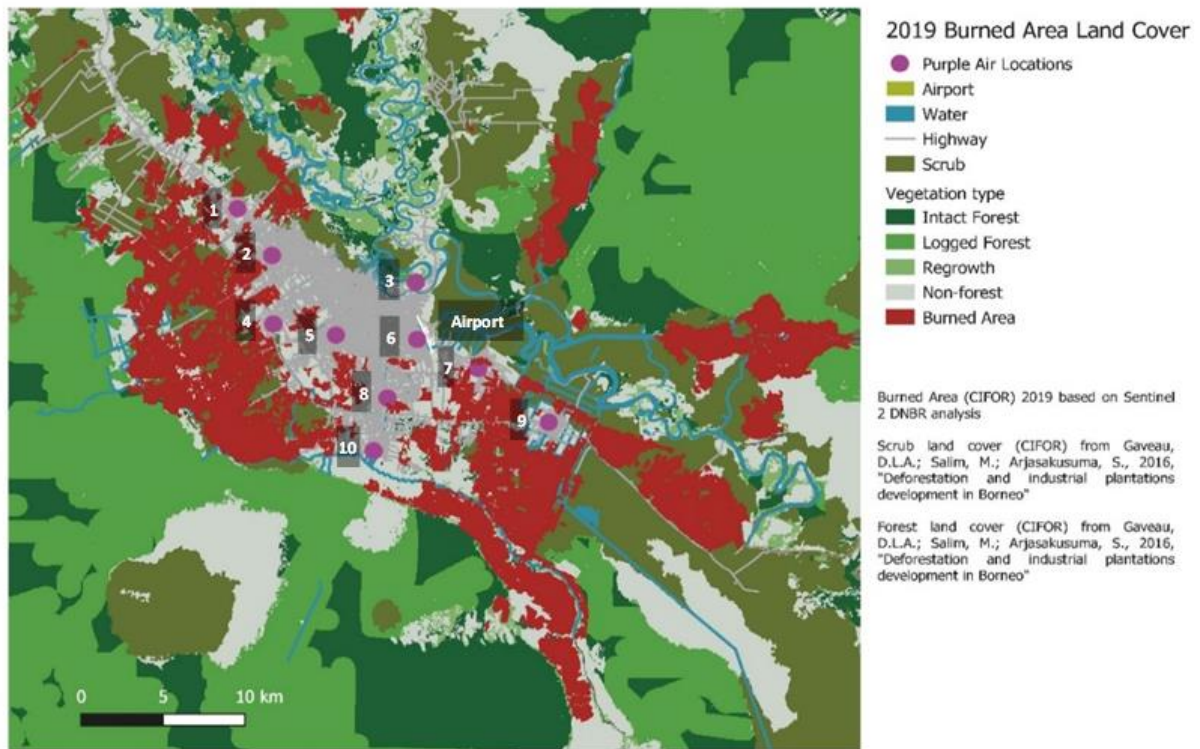 2019 Burned Area Land Cover
Purple Air Locations
Airport
Water
Highway
Scrub
Vegetation type
Intact Forest
Logged Forest
Regrowth
Non-forest
Burned Area
Burned Area (CIFOR) 2019 based on Sentinel
2 DNBR analysis
Scrub land cover (CIFOR) from Gaveau,
D.L.A.; Salim, M.; Arjasakusuma, S., 2016,
"Deforestation and industrial plantations
development in Borneo"
Forest land cover (CIFOR) from Gaveau,
D.L.A.; Salim, M.; Arjasakusuma, S., 2016,
"Deforestation and industrial plantations
development in Borneo"
1
2
3
4
5
6
Airport
7
8
9
10
0 5 10 km